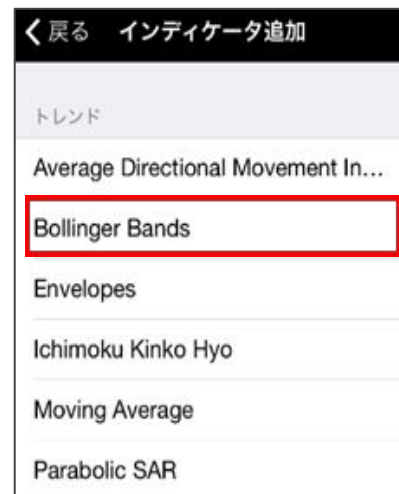 戻る インディケータ追加
トレンド
Average Directional Movement In...
Bollinger Bands
Envelopes
Ichimoku Kinko Hyo
Moving Average
Parabolic SAR